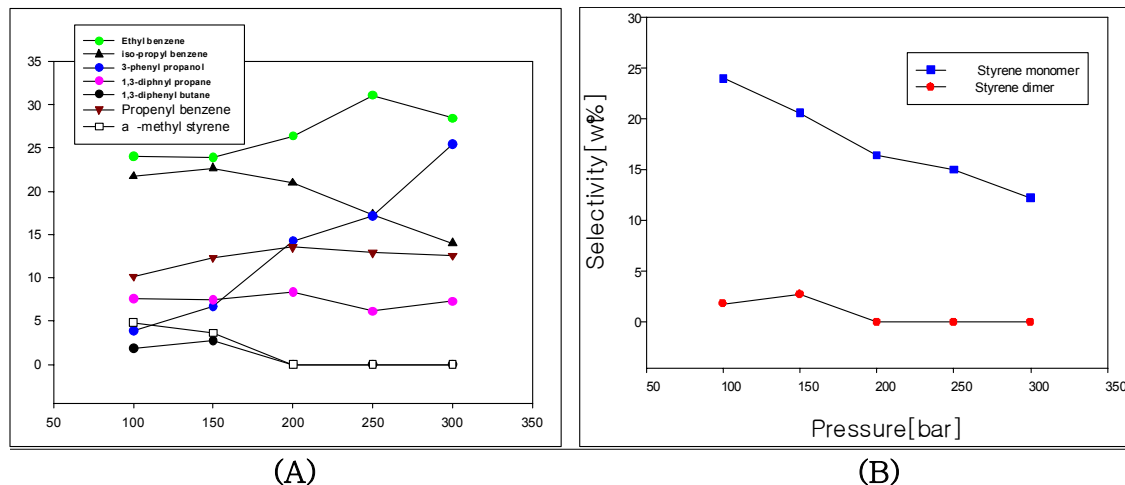 Ethyl benzene
iso-propyl benzene
3-phenyl propanol
1,3-diphnyl propane
1,3-diphenyl butane
Propenyl benzene
a -methyl styrene
35
30
25
20
15
10
5
0
50 100 150 200 250 300 350
(A)
Styrene monomer
Styrene dimer
Selectivity[wt%]
30
25
20
15
10
5
0
50 100 150 200 250 300 350
Pressure[bar]
(B)